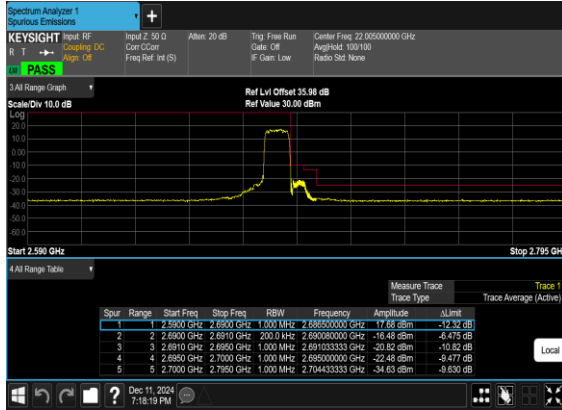 Spectrum Analyzer 1
Spurious Emissions
KEYSIGHT Input: RF Input Z: 50 Ω Atten: 20 dB Trig: Free Run Center Freq: 22.005000000 GHz
R T Coupling: DC Corr CCorr Gate: Off Avg|Hold: 100/100
Align: Off Freq Ref: Int (S) IF Gain: Low Radio Std: None
PASS
3 All Range Graph
Ref Lvl Offset 35.98 dB
Scale/Div 10.0 dB Ref Value 30.00 dBm
Log
20.0
10.0
0.00
-10.0
-20.0
-30.0
-40.0
-50.0
-60.0
Start 2.590 GHz Stop 2.795 GH
4 All Range Table
Measure Trace Trace 1
Trace Type Trace Average (Active)
Spur Range Start Freq Stop Freq RBW Frequency Amplitude ΔLimit
1 1 2.5900 GHz 2.6900 GHz 1.000 MHz 2.686500000 GHz 17.68 dBm -12.32 dB
2 2 2.6900 GHz 2.6910 GHz 200.0 kHz 2.690080000 GHz -16.48 dBm -6.475 dB
3 3 2.6910 GHz 2.6950 GHz 1.000 MHz 2.691033333 GHz -20.82 dBm -10.82 dB
4 4 2.6950 GHz 2.7000 GHz 1.000 MHz 2.695000000 GHz -22.48 dBm -9.477 dB
5 5 2.7000 GHz 2.7950 GHz 1.000 MHz 2.704433333 GHz -34.63 dBm -9.630 dB
Local
Dec 11, 2024
7:18:19 PM